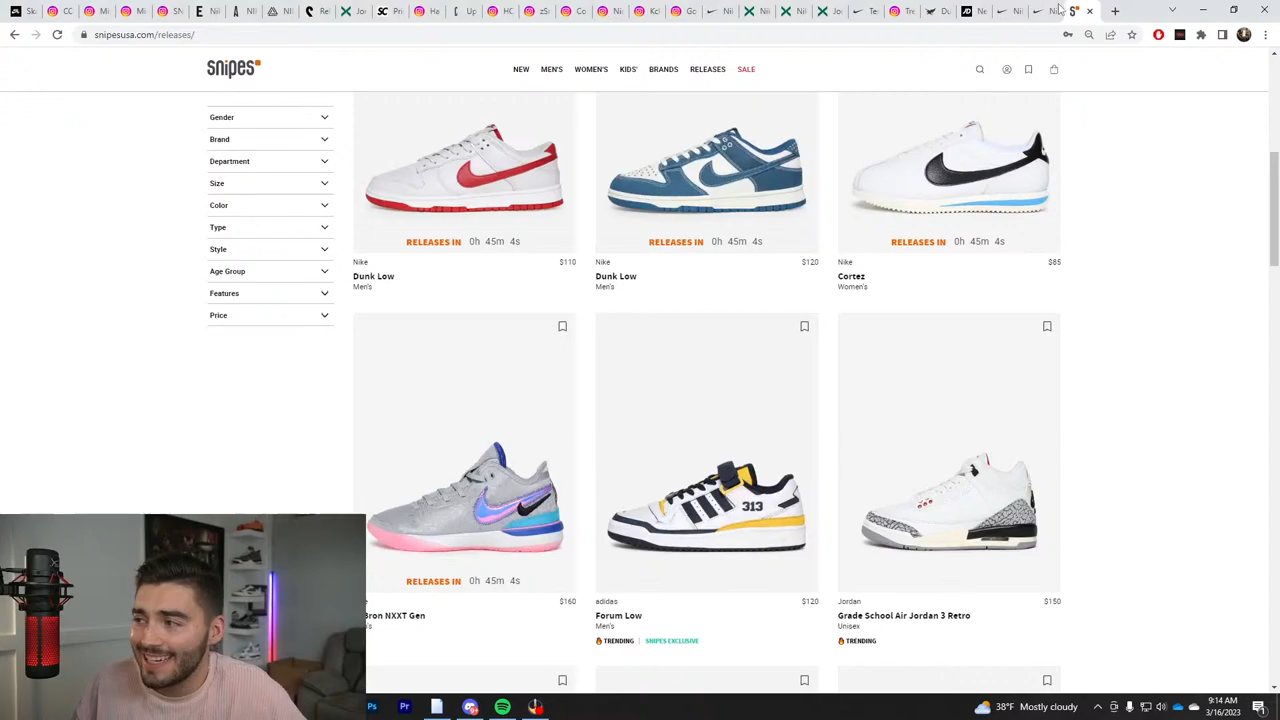 snipesusa.com/releases/
snipes
NEW MEN'S WOMEN'S KIDS' BRANDS RELEASES SALE
Gender
Brand
Department
Size
Color
Type
Style
Age Group
Features
Price
RELEASES IN 0h 45m 4s
RELEASES IN 0h 45m 4s
RELEASES IN 0h 45m 4s
Nike $110
Dunk Low
Men's
Nike $120
Dunk Low
Men's
Nike $85
Cortez
Women's
313
RELEASES IN 0h 45m 4s
$160
Bron NXXT Gen
adidas $120
Forum Low
Men's
TRENDING | SNIPES EXCLUSIVE
Jordan $150
Grade School Air Jordan 3 Retro
Unisex
TRENDING
Ps
Pr
38°F Mostly cloudy
9:14 AM
3/16/2023